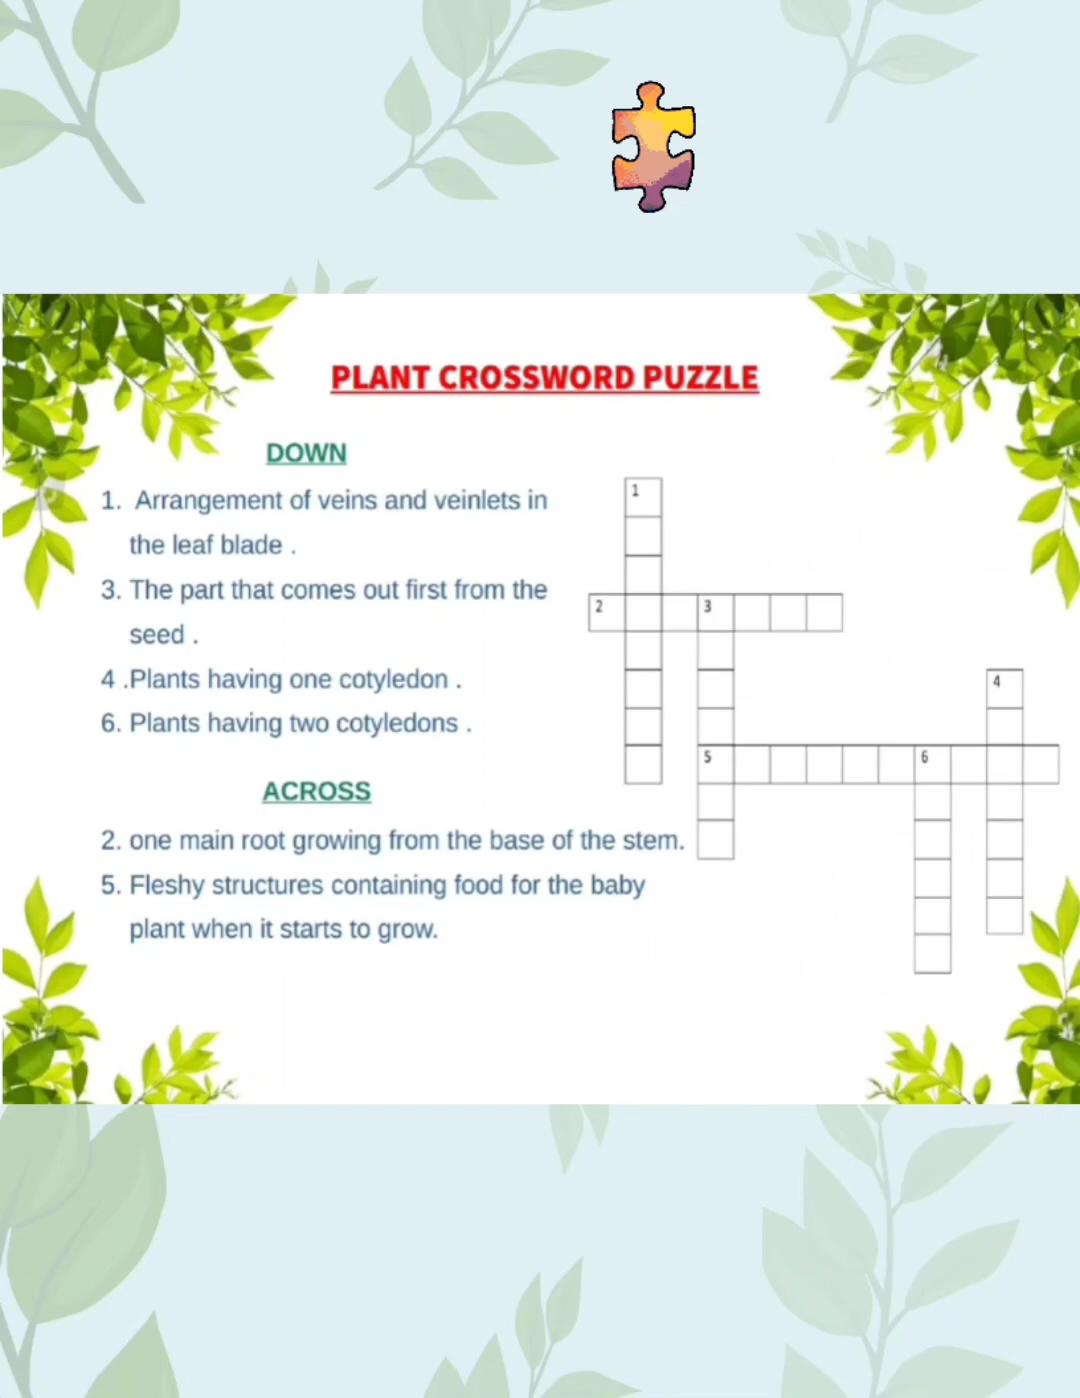 PLANT CROSSWORD PUZZLE
DOWN
1. Arrangement of veins and veinlets in
the leaf blade .
3. The part that comes out first from the
seed .
4 .Plants having one cotyledon .
6. Plants having two cotyledons .
ACROSS
2. one main root growing from the base of the stem.
5. Fleshy structures containing food for the baby
plant when it starts to grow.
1
2
3
4
5
6